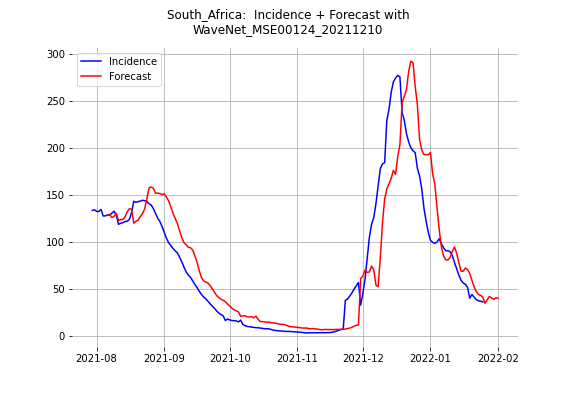 South_Africa:  Incidence + Forecast with
WaveNet_MSE00124_20211210
Incidence
Forecast
300
250
200
150
100
50
0
2021-08 2021-09 2021-10 2021-11 2021-12 2022-01 2022-02